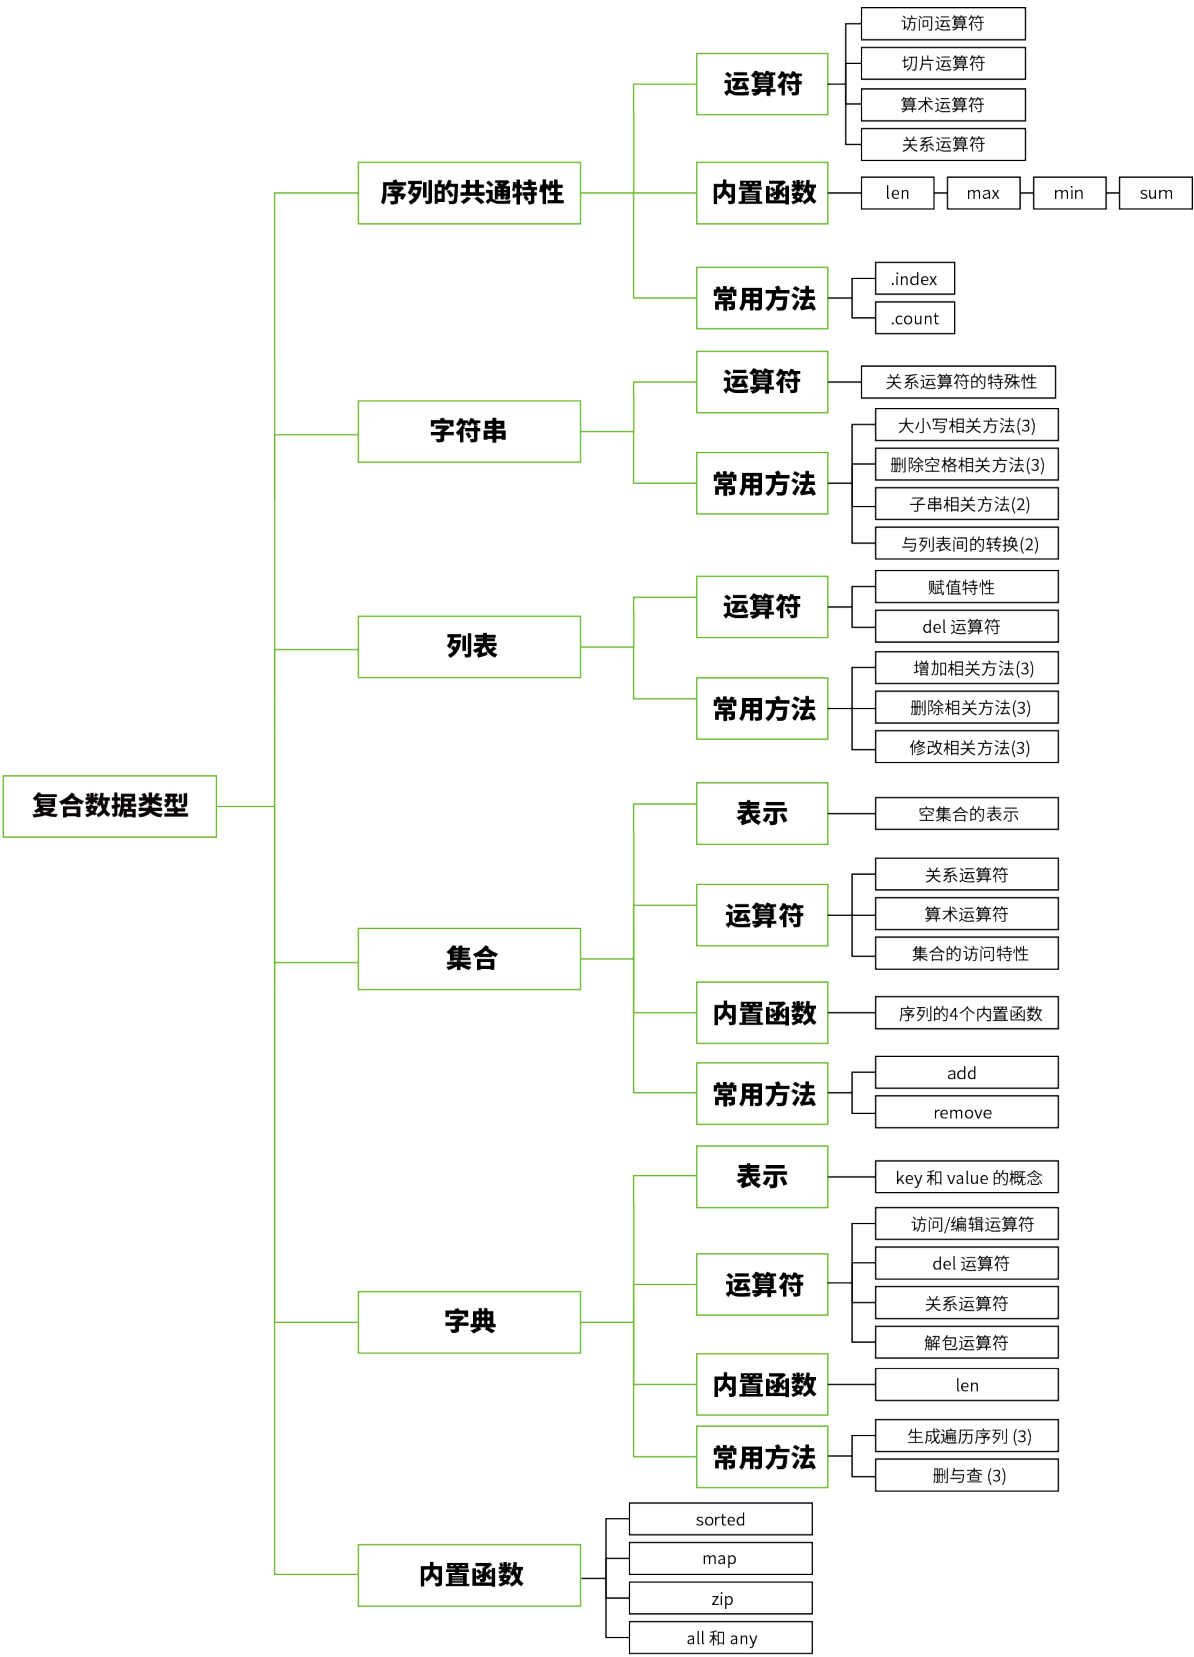 复合数据类型
序列的共通特性
运算符
访问运算符
切片运算符
算术运算符
关系运算符
内置函数
len
max
min
sum
常用方法
.index
.count
字符串
运算符
关系运算符的特殊性
常用方法
大小写相关方法(3)
删除空格相关方法(3)
子串相关方法(2)
与列表间的转换(2)
列表
运算符
赋值特性
del 运算符
常用方法
增加相关方法(3)
删除相关方法(3)
修改相关方法(3)
集合
表示
空集合的表示
运算符
关系运算符
算术运算符
集合的访问特性
内置函数
序列的4个内置函数
常用方法
add
remove
字典
表示
key 和 value 的概念
运算符
访问/编辑运算符
del 运算符
关系运算符
解包运算符
内置函数
len
常用方法
生成遍历序列 (3)
删与查 (3)
内置函数
sorted
map
zip
all 和 any